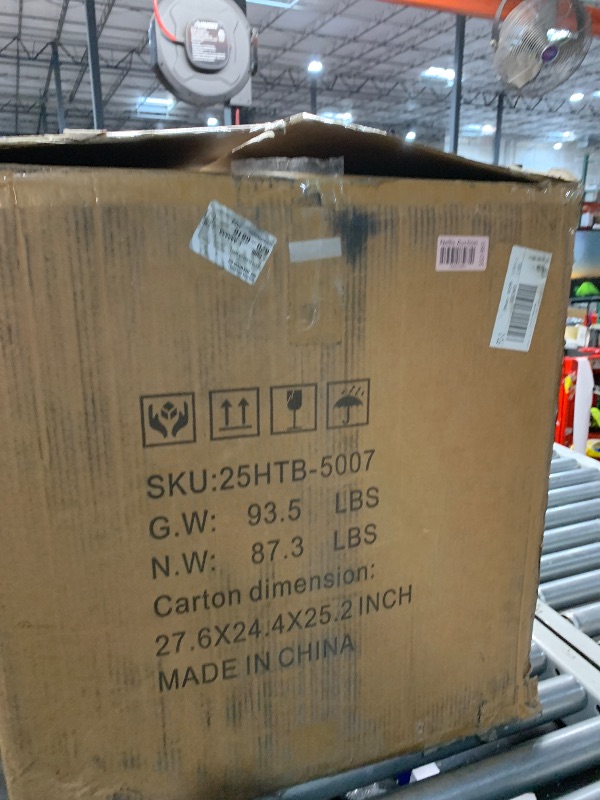 SKU:25HTB-5007
G.W: 93.5 LBS
N.W: 87.3 LBS
Carton dimension:
27.6X24.4X25.2 INCH
MADE IN CHINA